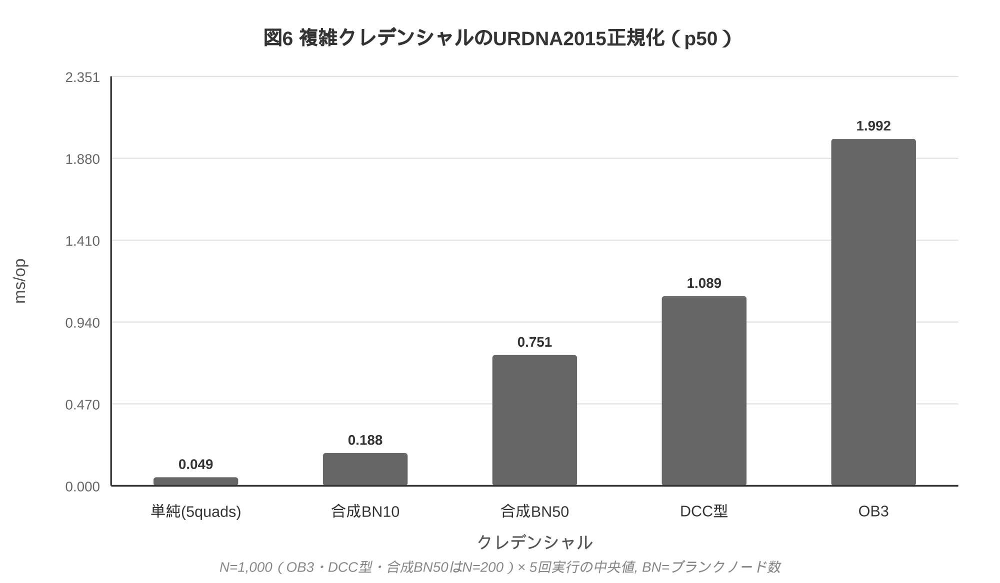 図6 複雑クレデンシャルのURDNA2015正規化（p50）
2.351
1.880
1.410
0.940
0.470
0.000
ms/op
0.049
0.188
0.751
1.089
1.992
単純(5quads)
合成BN10
合成BN50
DCC型
OB3
クレデンシャル
N=1,000（OB3・DCC型・合成BN50はN=200）× 5回実行の中央値, BN=ブランクノード数